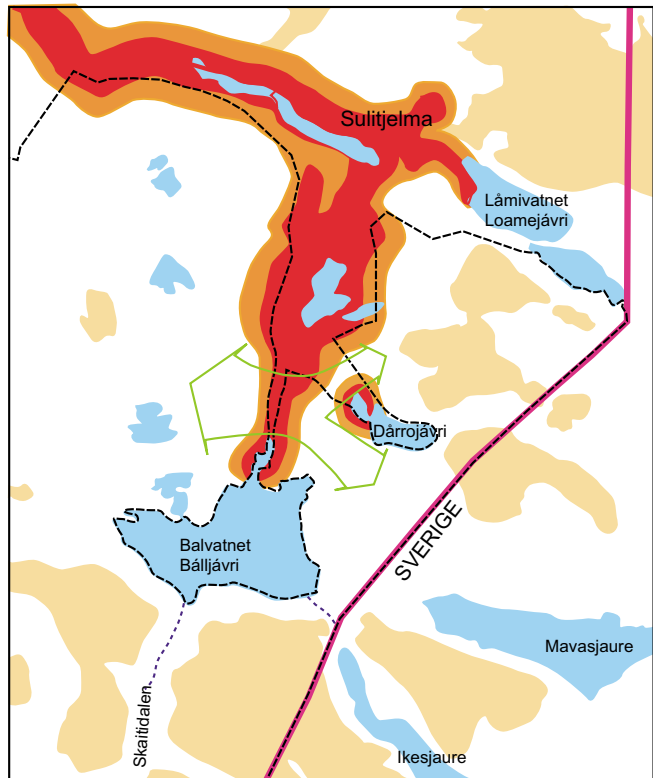 Sulitjelma
Låmivatnet
Loamejávri
Dårrojávri
SVERIGE
Balvatnet
Bálljávri
Mavasjaure
Skaitidalen
Ikesjaure